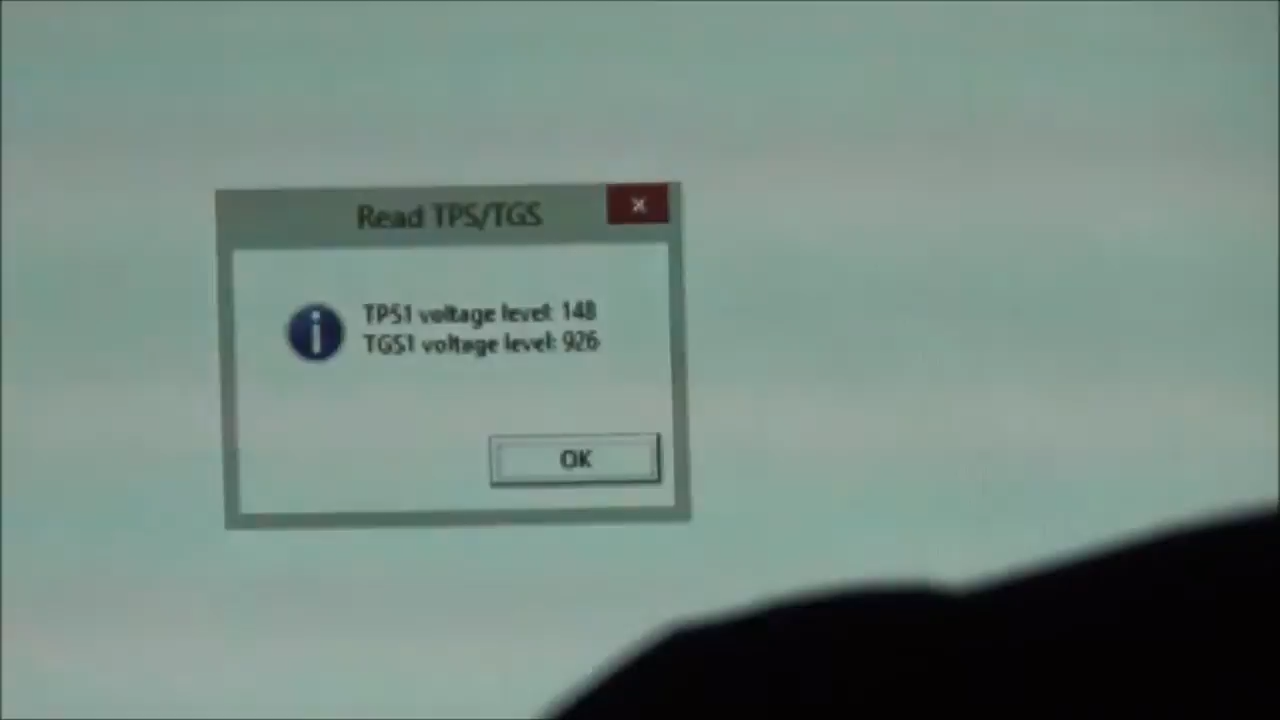 Read TPS/TGS
x
TPS1 voltage level: 148
TGS1 voltage level: 926
OK